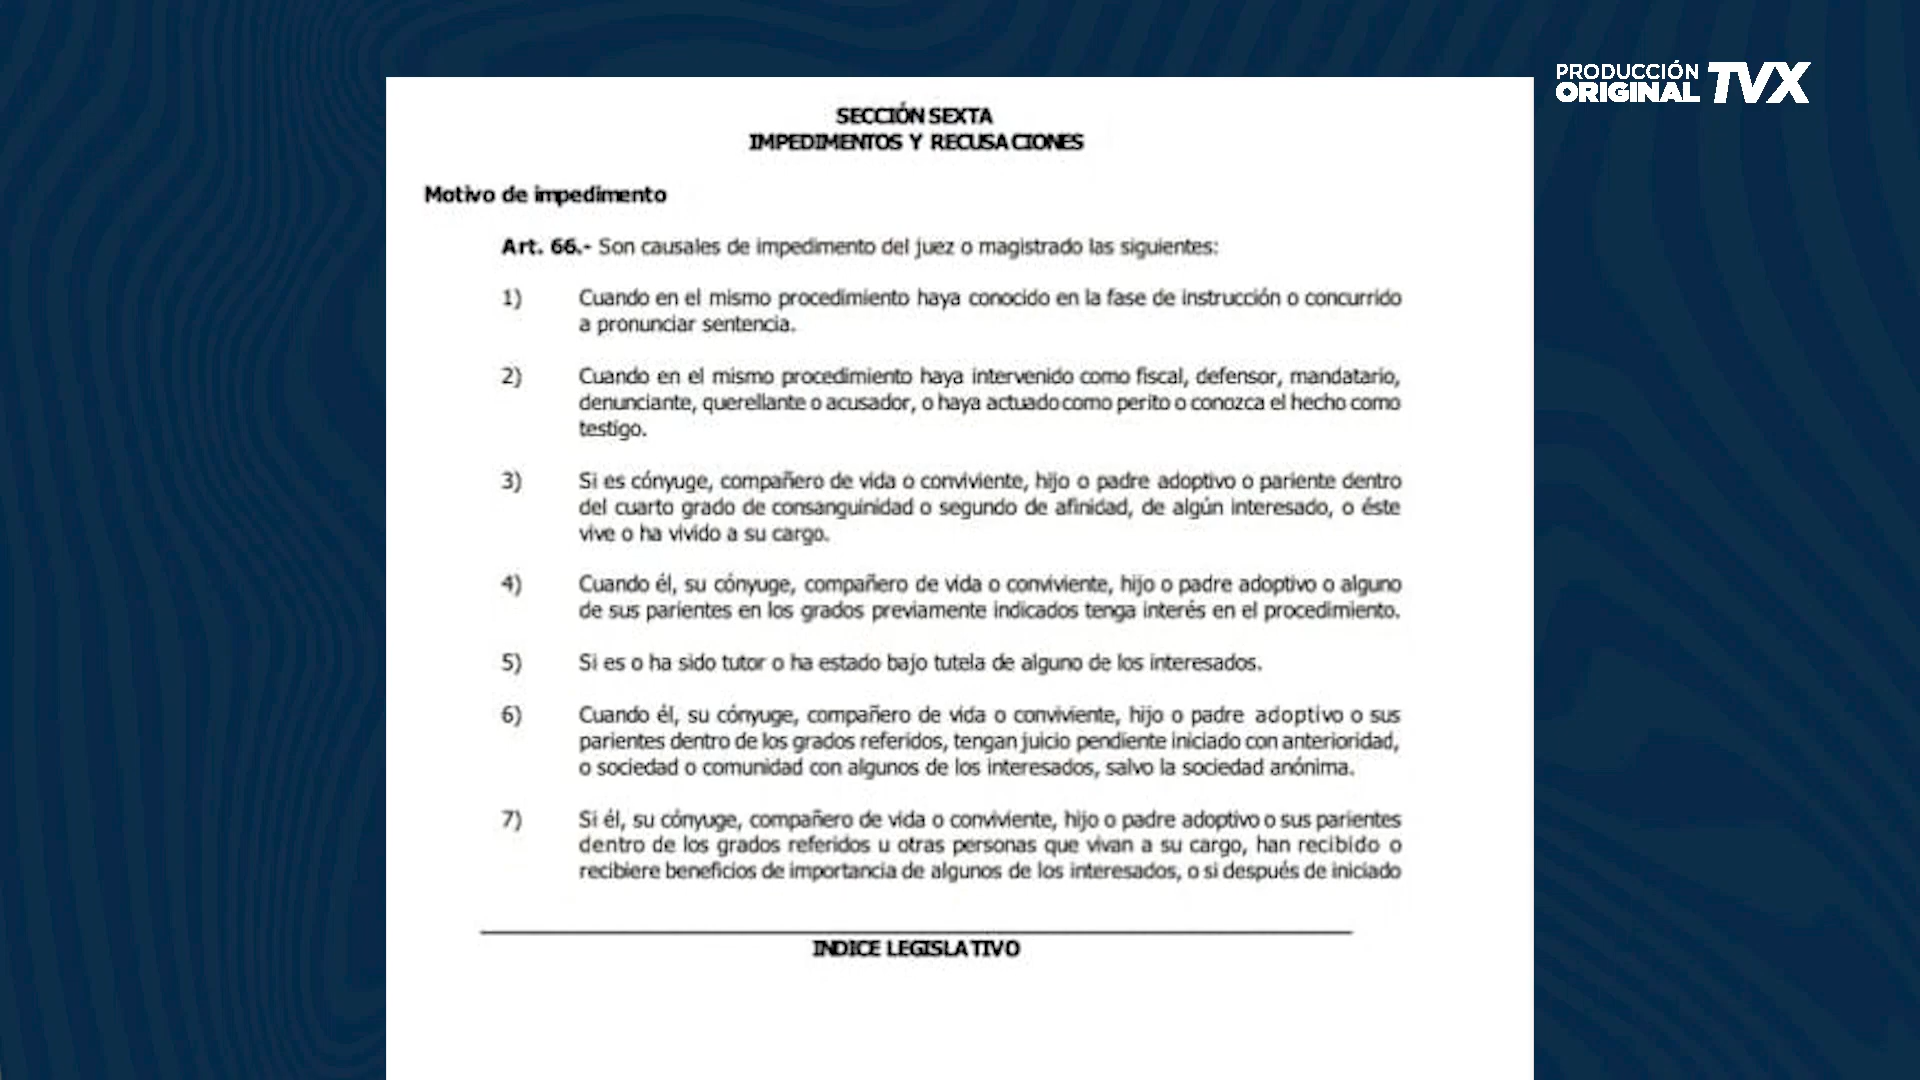 PRODUCCIÓN
ORIGINAL TVX
SECCIÓN SEXTA
IMPEDIMENTOS Y RECUSACIONES
Motivo de impedimento
Art. 66.- Son causales de impedimento del juez o magistrado las siguientes:
1) Cuando en el mismo procedimiento haya conocido en la fase de instrucción o concurrido
a pronunciar sentencia.
2) Cuando en el mismo procedimiento haya intervenido como fiscal, defensor, mandatario,
denunciante, querellante o acusador, o haya actuado como perito o conozca el hecho como
testigo.
3) Si es cónyuge, compañero de vida o conviviente, hijo o padre adoptivo o pariente dentro
del cuarto grado de consanguinidad o segundo de afinidad, de algún interesado, o éste
vive o ha vivido a su cargo.
4) Cuando él, su cónyuge, compañero de vida o conviviente, hijo o padre adoptivo o alguno
de sus parientes en los grados previamente indicados tenga interés en el procedimiento.
5) Si es o ha sido tutor o ha estado bajo tutela de alguno de los interesados.
6) Cuando él, su cónyuge, compañero de vida o conviviente, hijo o padre adoptivo o sus
parientes dentro de los grados referidos, tengan juicio pendiente iniciado con anterioridad,
o sociedad o comunidad con algunos de los interesados, salvo la sociedad anónima.
7) Si él, su cónyuge, compañero de vida o conviviente, hijo o padre adoptivo o sus parientes
dentro de los grados referidos u otras personas que vivan a su cargo, han recibido o
recibiere beneficios de importancia de algunos de los interesados, o si después de iniciado
INDICE LEGISLATIVO